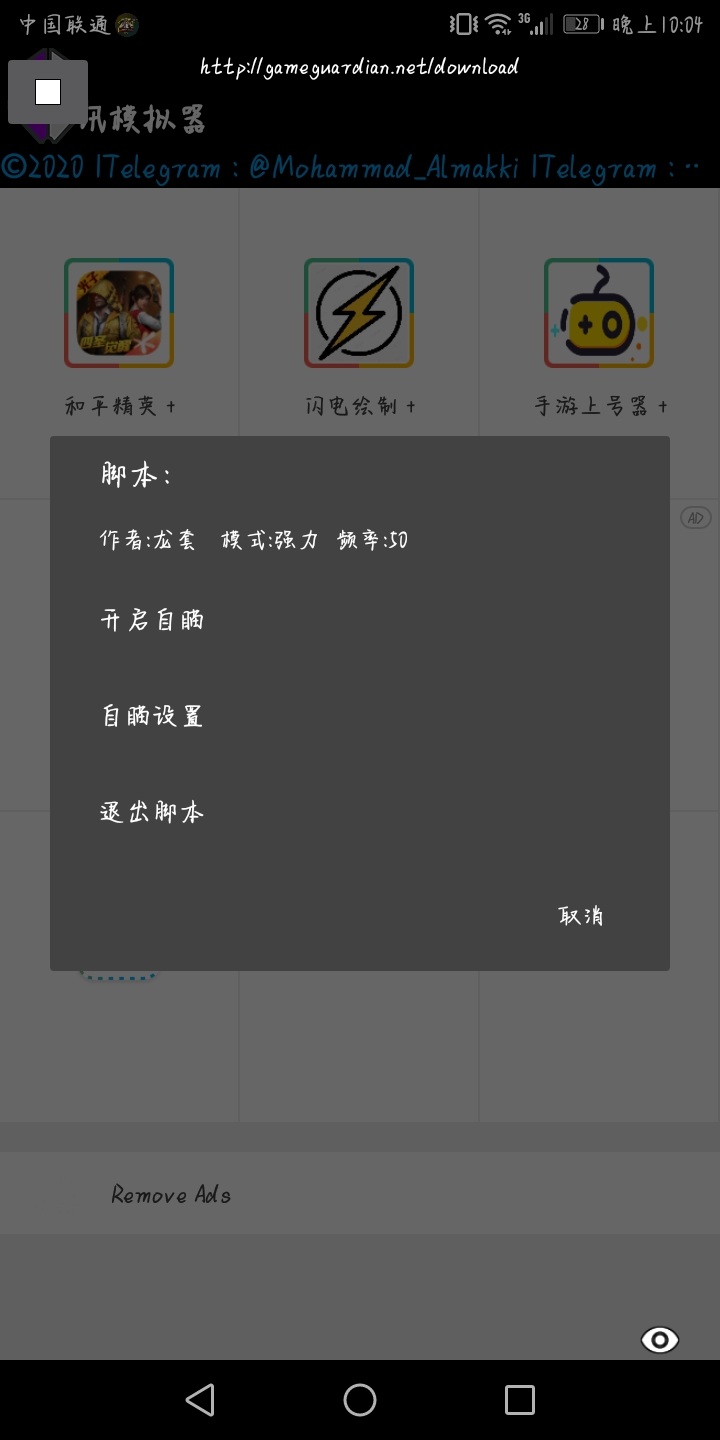 中国联通
3G
28
晚上10:04
http://gameguardian.net/download
讯模拟器
©2020 |Telegram : @Mohammad_Almakki |Telegram : ··
和平精英 +
闪电绘制 +
手游上号器 +
脚本:
AD
作者:龙套 模式:强力 频率:50
开启自瞄
自瞄设置
退出脚本
取消
Remove Ads